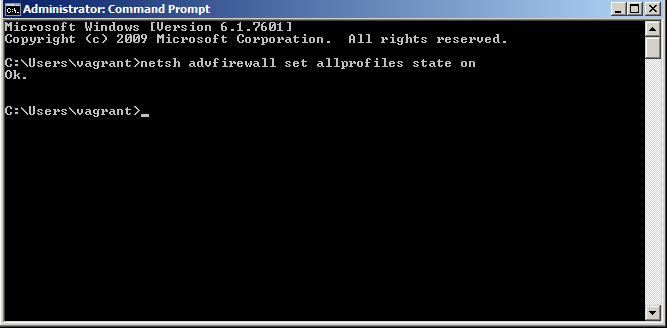 Administrator: Command Prompt
Microsoft Windows [Version 6.1.7601]
Copyright (c) 2009 Microsoft Corporation.  All rights reserved.
C:\Users\vagrant>netsh advfirewall set allprofiles state on
Ok.
C:\Users\vagrant>_